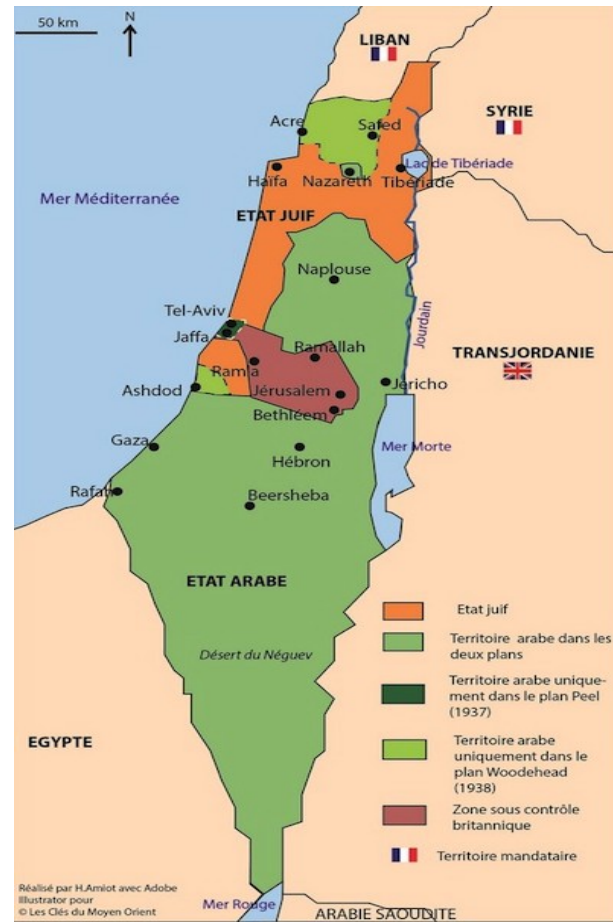 50 km
N
LIBAN
SYRIE
Acre
Safed
Lac de Tibériade
Haïfa
Nazareth
Tibériade
Mer Méditerranée
ETAT JUIF
Naplouse
Tel-Aviv
Jaffa
Jourdain
Ramla
Ramallah
TRANSJORDANIE
Ashdod
Jérusalem
Jéricho
Bethléem
Gaza
Hébron
Mer Morte
Rafah
Beersheba
ETAT ARABE
Désert du Néguev
EGYPTE
Mer Rouge
ARABIE SAOUDITE
Etat juif
Territoire arabe dans les
deux plans
Territoire arabe unique-
ment dans le plan Peel
(1937)
Territoire arabe
uniquement dans le
plan Woodehead
(1938)
Zone sous contrôle
britannique
Territoire mandataire
Réalisé par H.Amiot avec Adobe
Illustrator pour
© Les Clés du Moyen Orient